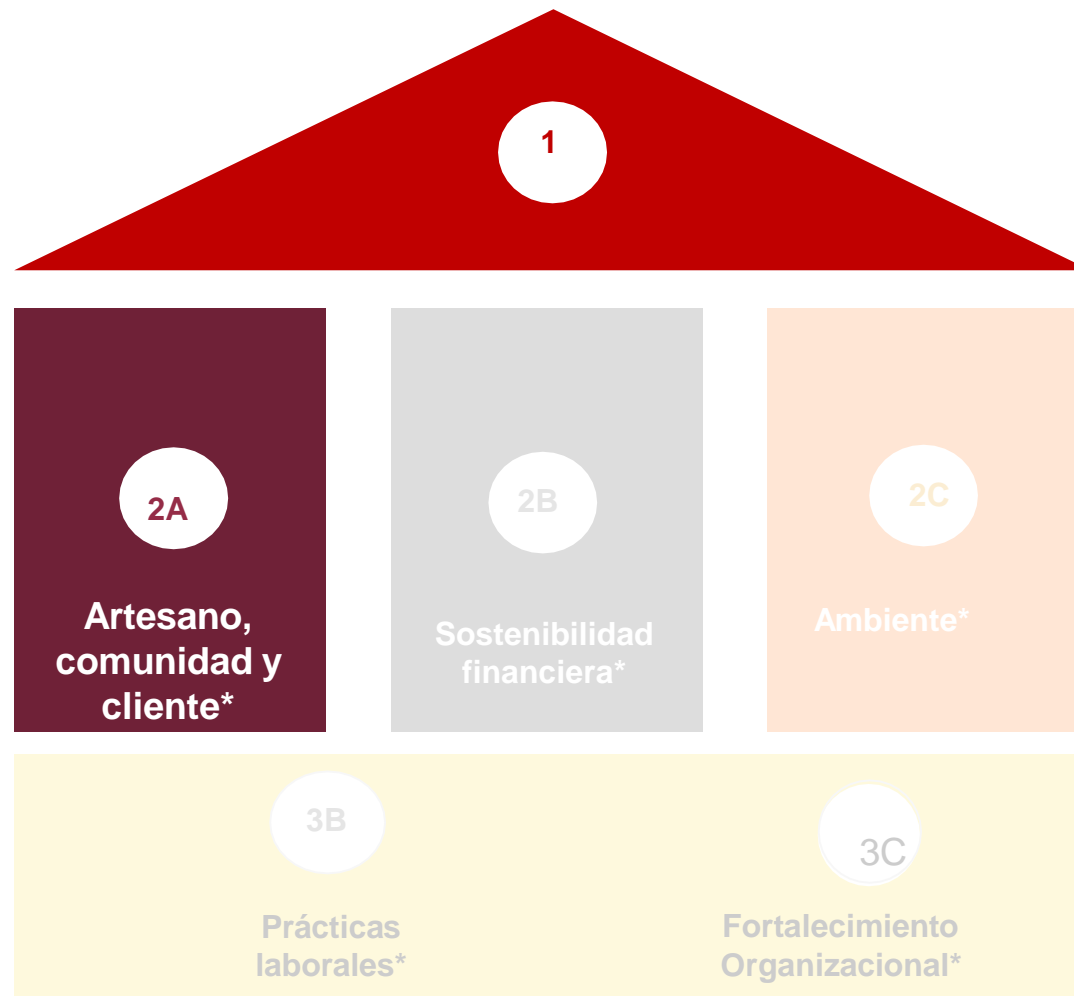 1
2A
Artesano,
comunidad y
cliente*
2B
Sostenibilidad
financiera*
2C
Ambiente*
3B
Prácticas
laborales*
3C
Fortalecimiento
Organizacional*